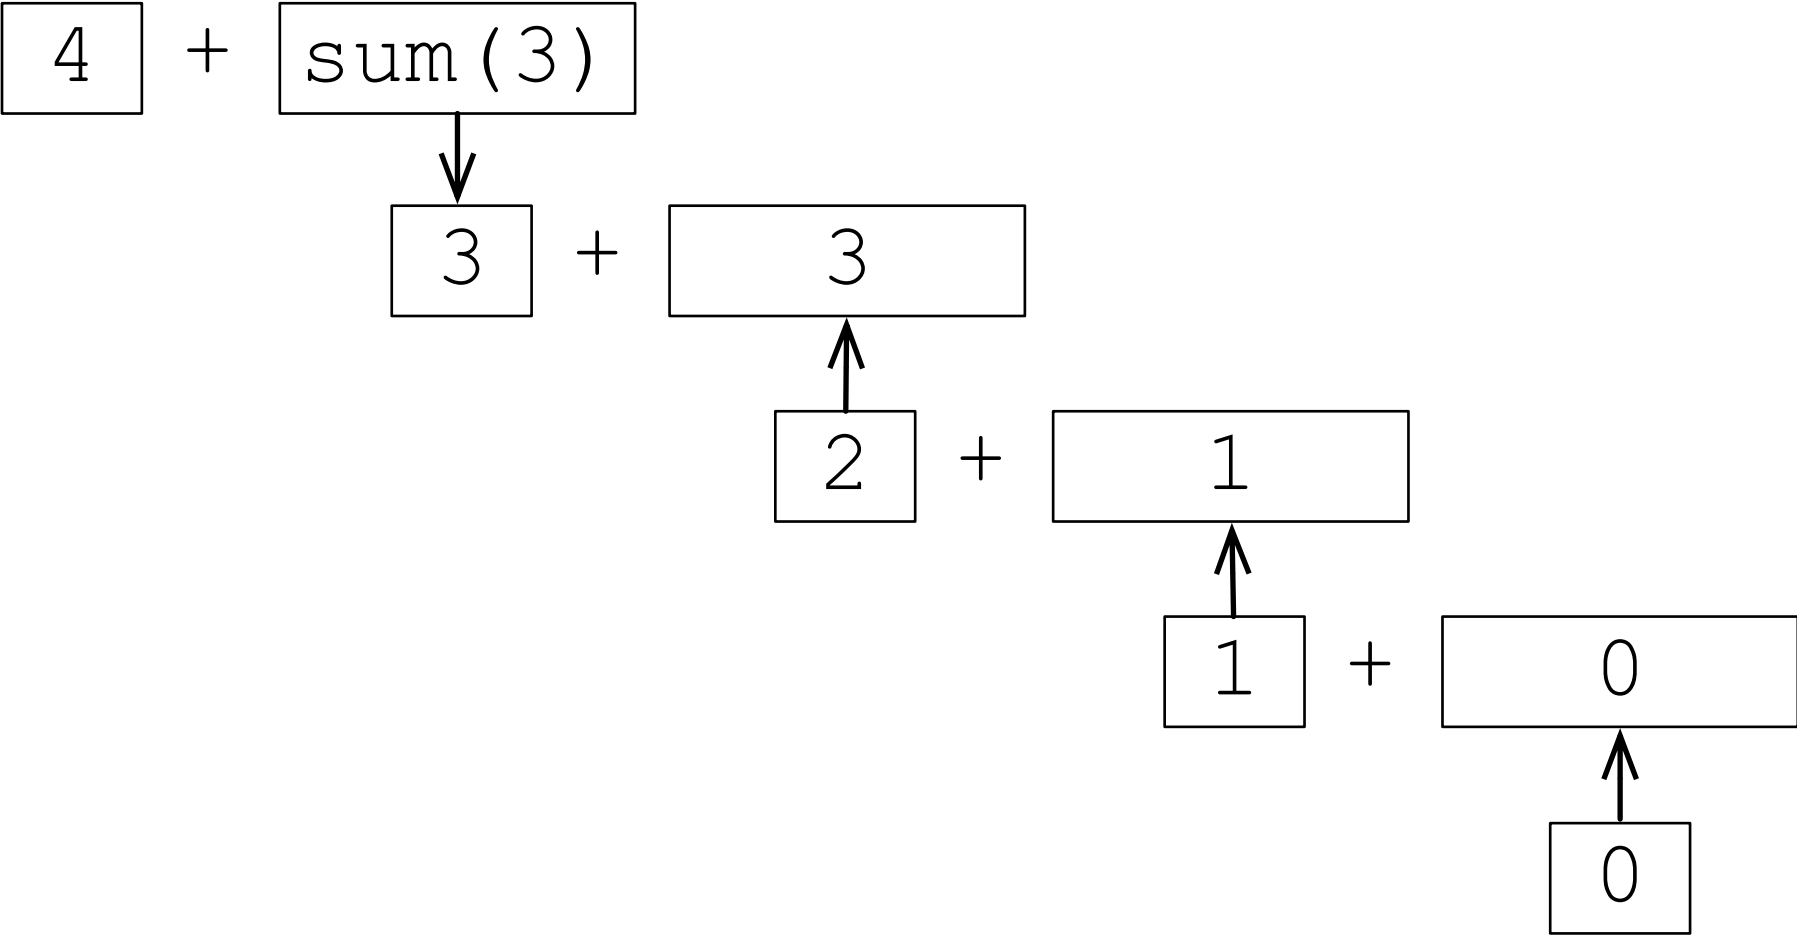 4 + sum(3)
3 + 3
2 + 1
1 + 0
0